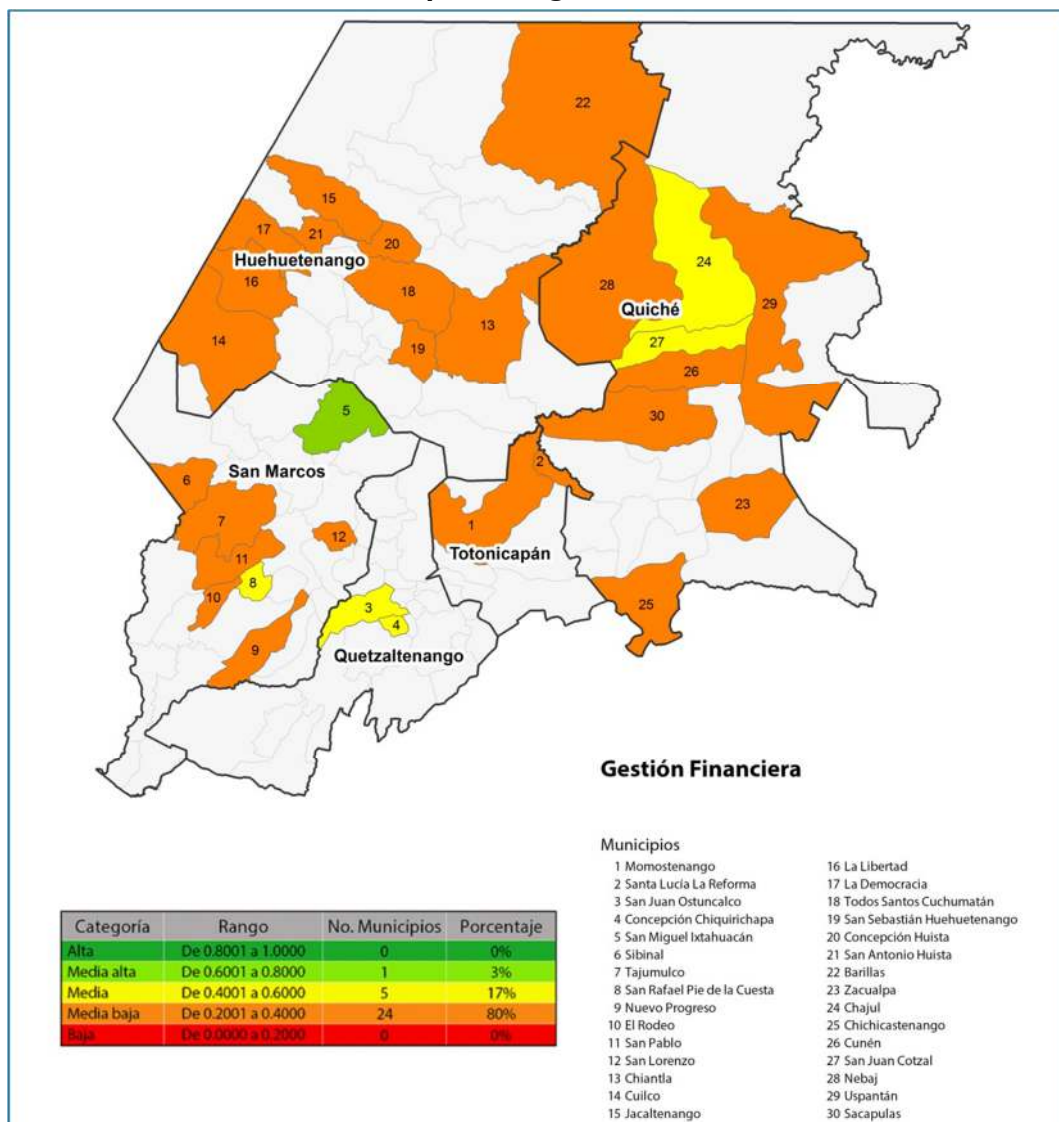 22
15
17
21
20
Huehuetenango
24
16
18
28
Quiché
29
13
14
19
27
26
5
30
San Marcos
2
6
23
7
1
12
Totonicapán
11
8
10
3
25
4
9
Quetzaltenango
Gestión Financiera
Municipios
1 Momostenango
2 Santa Lucía La Reforma
3 San Juan Ostuncalco
4 Concepción Chiquirichapa
5 San Miguel Ixtahuacán
6 Sibinal
7 Tajumulco
8 San Rafael Pie de la Cuesta
9 Nuevo Progreso
10 El Rodeo
11 San Pablo
12 San Lorenzo
13 Chiantla
14 Cuilco
15 Jacaltenango
16 La Libertad
17 La Democracia
18 Todos Santos Cuchumatán
19 San Sebastián Huehuetenango
20 Concepción Huista
21 San Antonio Huista
22 Barillas
23 Zacualpa
24 Chajul
25 Chichicastenango
26 Cunén
27 San Juan Cotzal
28 Nebaj
29 Uspantán
30 Sacapulas
Categoría Rango No. Municipios Porcentaje
Alta De 0.8001 a 1.0000 0 0%
Media alta De 0.6001 a 0.8000 1 3%
Media De 0.4001 a 0.6000 5 17%
Media baja De 0.2001 a 0.4000 24 80%
Baja De 0.0000 a 0.2000 0 0%